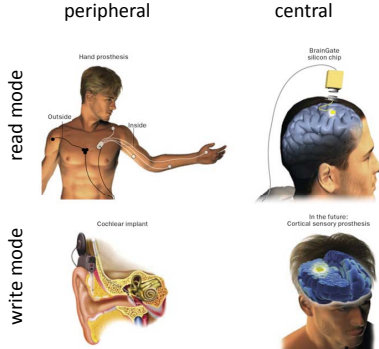 peripheral
central
read mode
Hand prosthesis
Outside
Inside
BrainGate
silicon chip
write mode
Cochlear implant
In the future:
Cortical sensory prosthesis